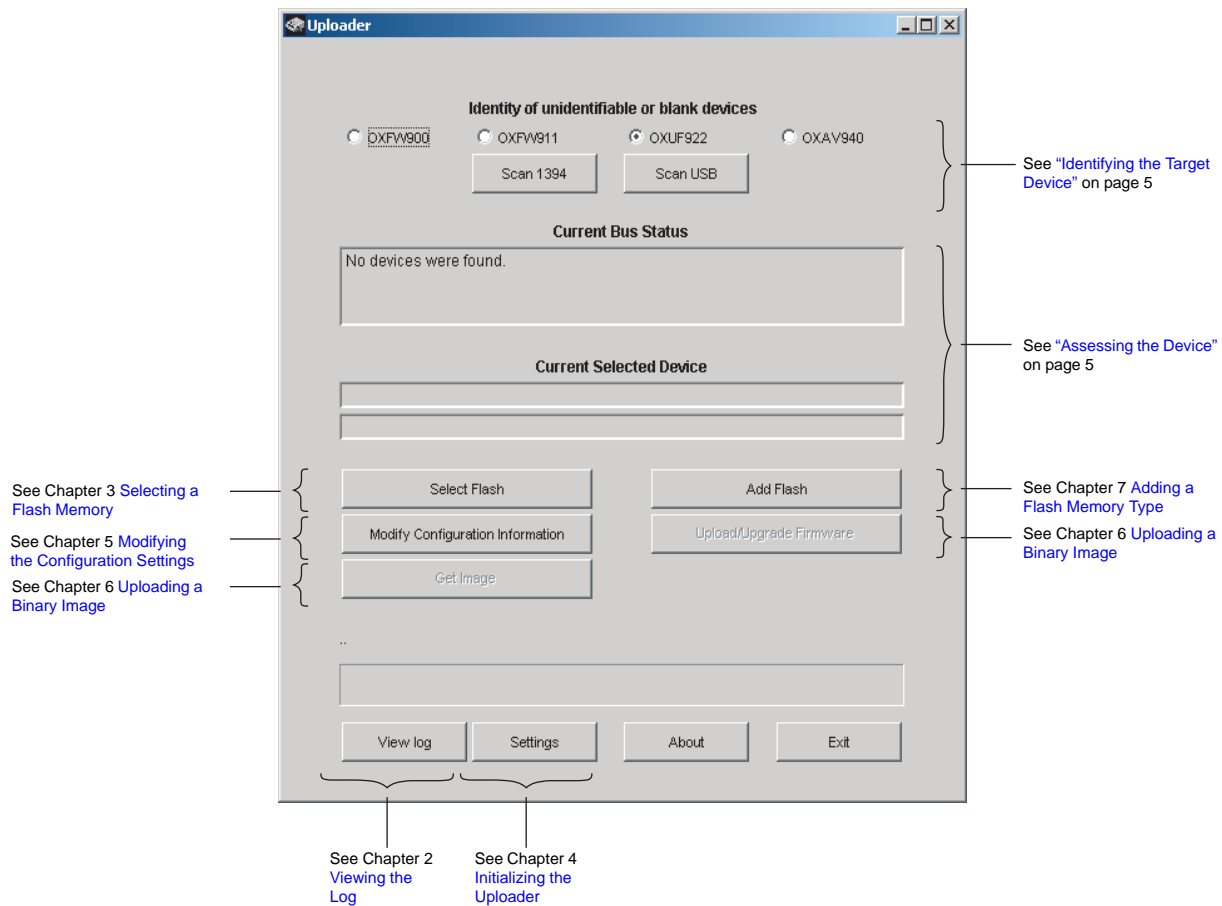 Uploader
Identity of unidentifiable or blank devices
OXFW900 OXFW911 OXUF922 OXAV940
Scan 1394 Scan USB
See “Identifying the Target
Device” on page 5
Current Bus Status
No devices were found.
See “Assessing the Device”
on page 5
Current Selected Device
See Chapter 3 Selecting a
Flash Memory
Select Flash
Add Flash
See Chapter 7 Adding a
Flash Memory Type
See Chapter 5 Modifying
the Configuration Settings
Modify Configuration Information
Upload/Upgrade Firmware
See Chapter 6 Uploading a
Binary Image
See Chapter 6 Uploading a
Binary Image
Get Image
..
View log Settings About Exit
See Chapter 2
Viewing the
Log
See Chapter 4
Initializing the
Uploader